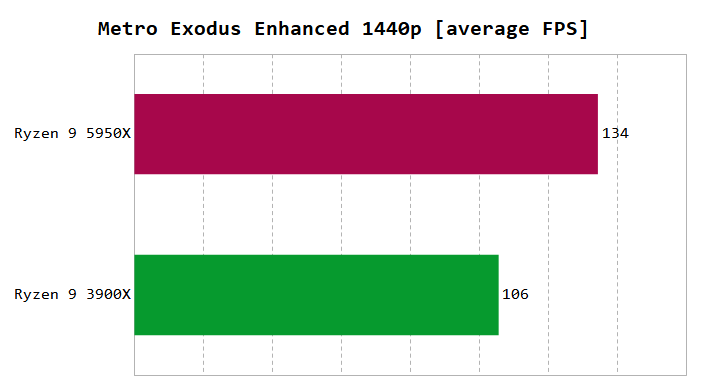 Metro Exodus Enhanced 1440p [average FPS]
Ryzen 9 5950X 134
Ryzen 9 3900X 106